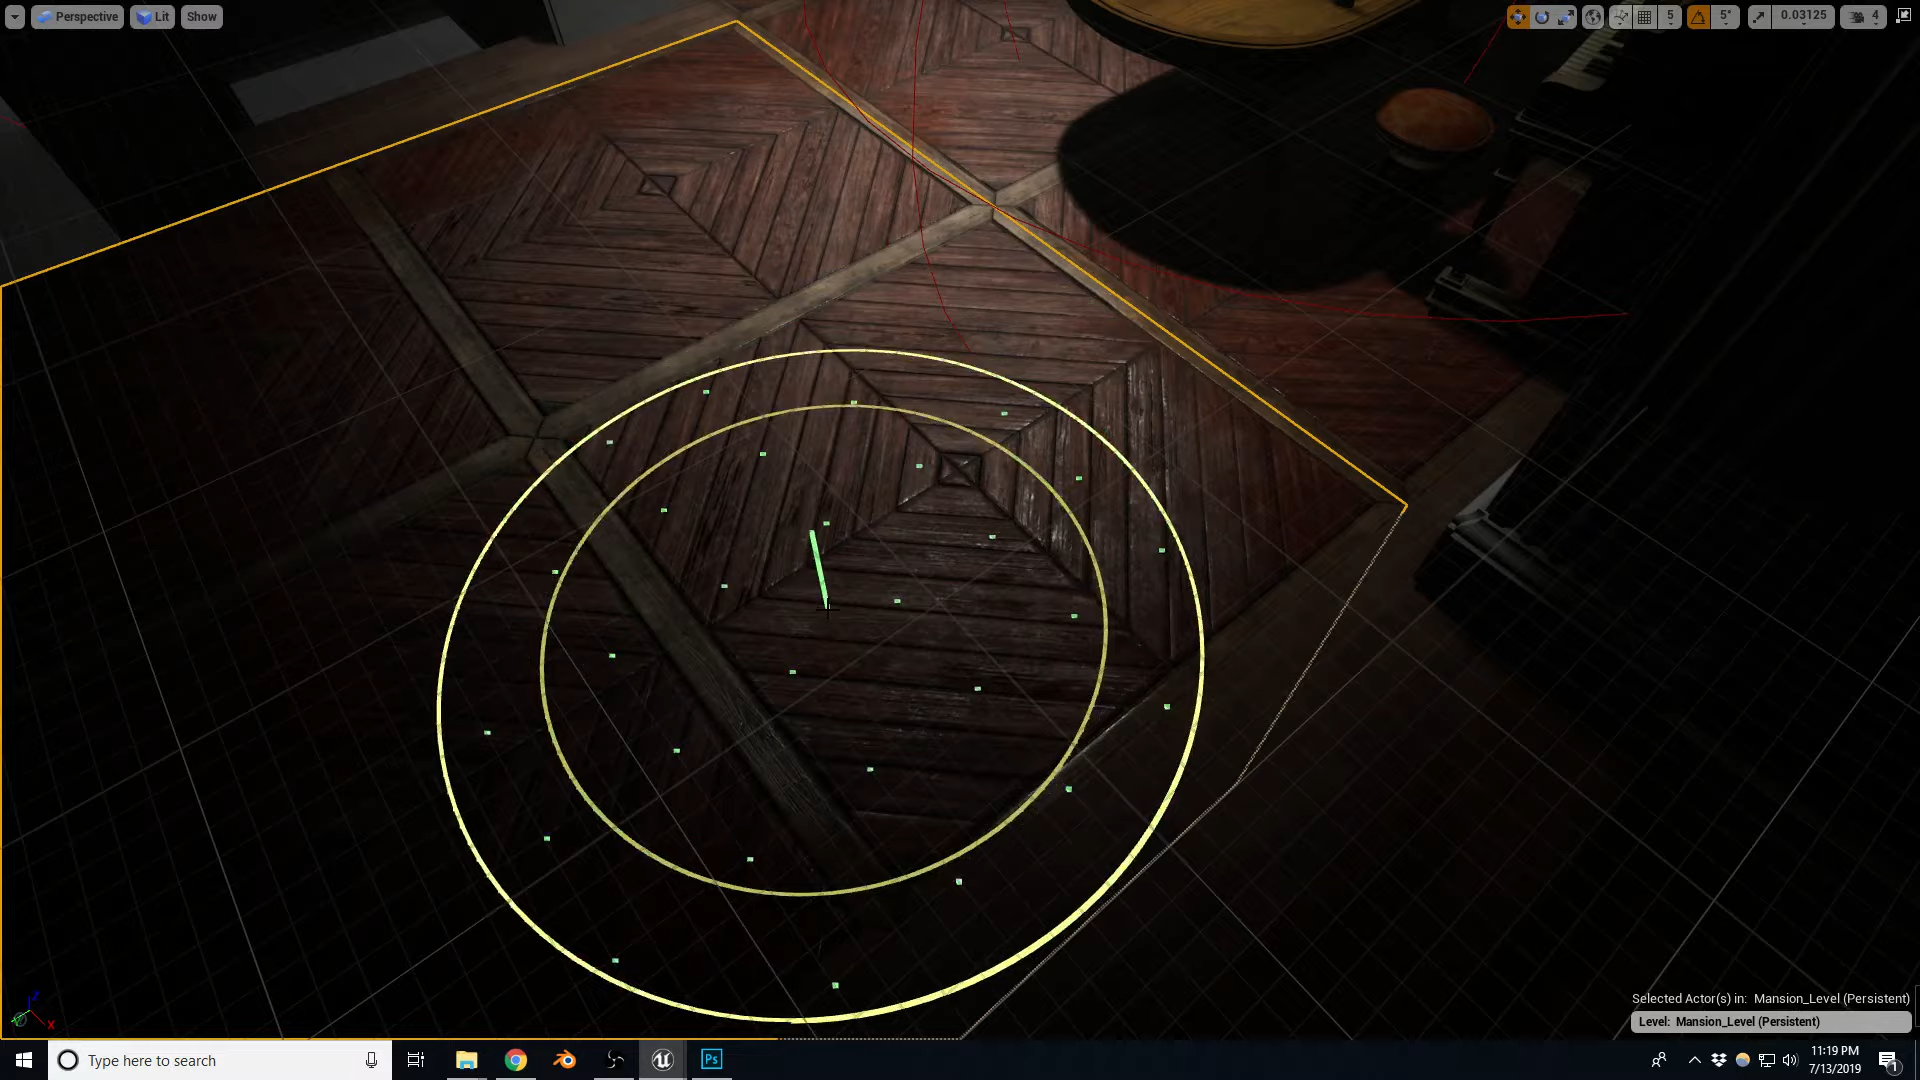 Perspective
Lit
Show
5
5°
0.03125
4
Selected Actor(s) in: Mansion_Level (Persistent)
Level: Mansion_Level (Persistent)
Z
X
Type here to search
Ps
11:19 PM
7/13/2019
1